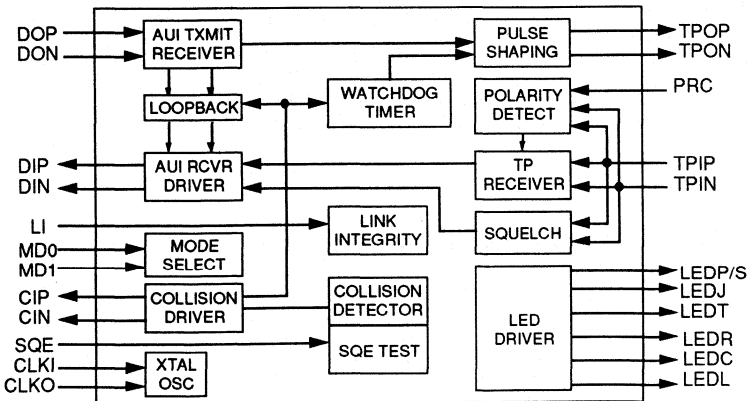 DOP
DON
AUI TXMIT
RECEIVER
PULSE
SHAPING
TPOP
TPON
LOOPBACK
WATCHDOG
TIMER
POLARITY
DETECT
PRC
DIP
DIN
AUI RCVR
DRIVER
TP
RECEIVER
TPIP
TPIN
LI
LINK
INTEGRITY
SQUELCH
MD0
MD1
MODE
SELECT
CIP
CIN
COLLISION
DRIVER
COLLISION
DETECTOR
SQE
SQE TEST
CLKI
CLKO
XTAL
OSC
LED
DRIVER
LEDP/S
LEDJ
LEDT
LEDR
LEDC
LEDL